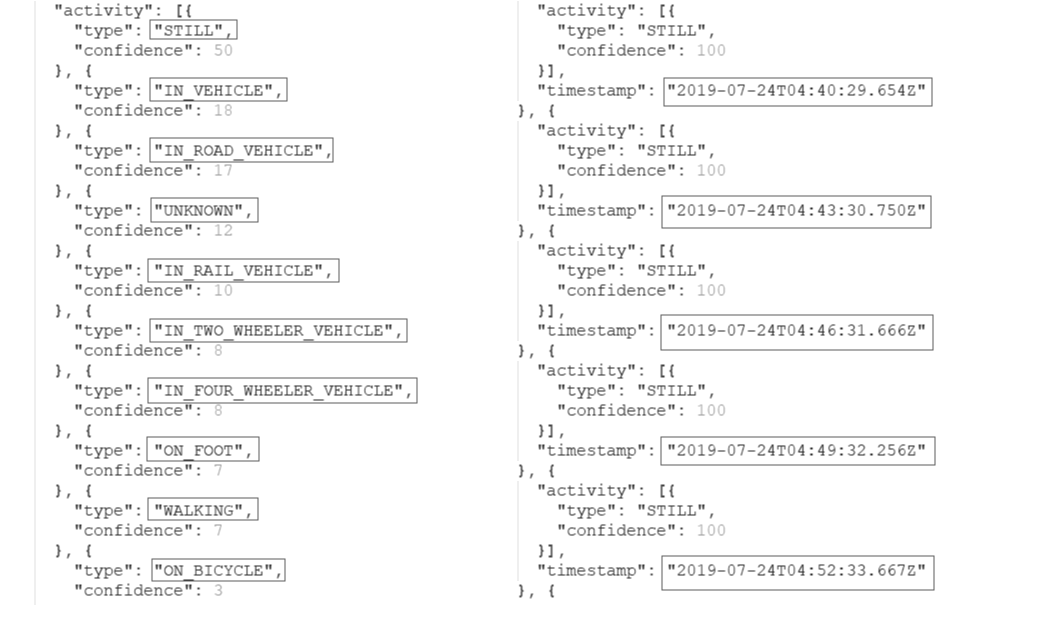 "activity": [{
"type": "STILL",
"confidence": 50
}, {
"type": "IN_VEHICLE",
"confidence": 18
}, {
"type": "IN_ROAD_VEHICLE",
"confidence": 17
}, {
"type": "UNKNOWN",
"confidence": 12
}, {
"type": "IN_RAIL_VEHICLE",
"confidence": 10
}, {
"type": "IN_TWO_WHEELER_VEHICLE",
"confidence": 8
}, {
"type": "IN_FOUR_WHEELER_VEHICLE",
"confidence": 8
}, {
"type": "ON_FOOT",
"confidence": 7
}, {
"type": "WALKING",
"confidence": 7
}, {
"type": "ON_BICYCLE",
"confidence": 3
"activity": [{
"type": "STILL",
"confidence": 100
}],
"timestamp": "2019-07-24T04:40:29.654Z"
}, {
"activity": [{
"type": "STILL",
"confidence": 100
}],
"timestamp": "2019-07-24T04:43:30.750Z"
}, {
"activity": [{
"type": "STILL",
"confidence": 100
}],
"timestamp": "2019-07-24T04:46:31.666Z"
}, {
"activity": [{
"type": "STILL",
"confidence": 100
}],
"timestamp": "2019-07-24T04:49:32.256Z"
}, {
"activity": [{
"type": "STILL",
"confidence": 100
}],
"timestamp": "2019-07-24T04:52:33.667Z"
}, {